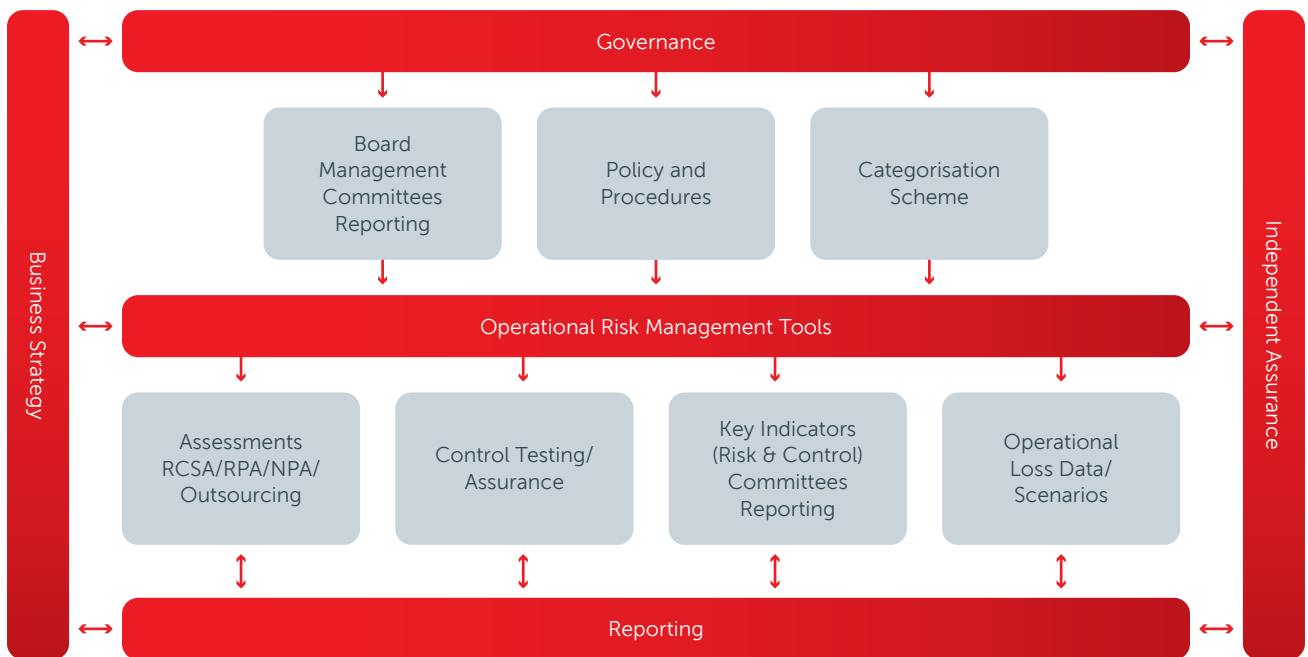 Governance
Board
Management
Committees
Reporting
Policy and
Procedures
Categorisation
Scheme
Business Strategy
Independent Assurance
Operational Risk Management Tools
Assessments
RCSA/RPA/NPA/
Outsourcing
Control Testing/
Assurance
Key Indicators
(Risk & Control)
Committees
Reporting
Operational
Loss Data/
Scenarios
Reporting